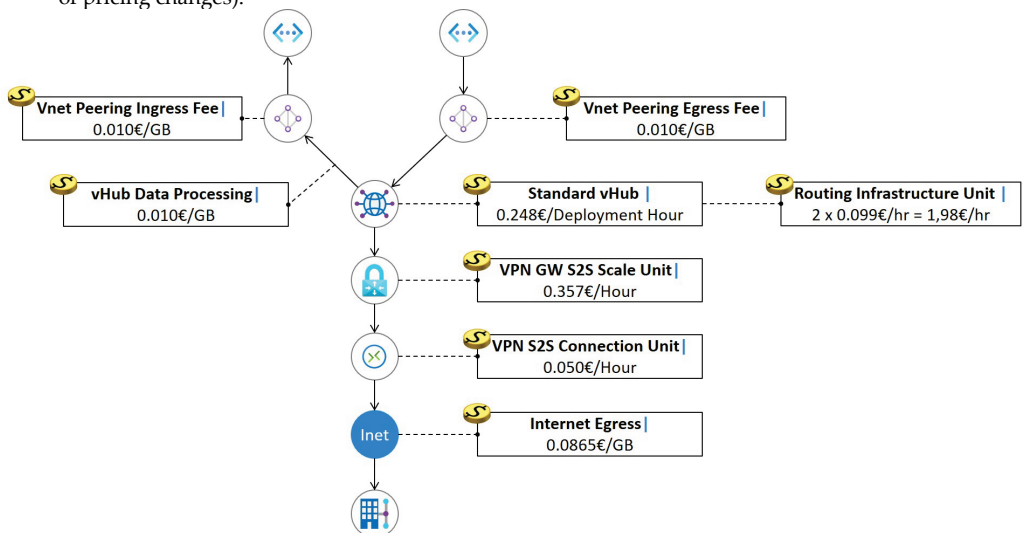 of pricing changes).
Vnet Peering Ingress Fee|
0.010€/GB
Vnet Peering Egress Fee|
0.010€/GB
vHub Data Processing|
0.010€/GB
Standard vHub |
0.248€/Deployment Hour
Routing Infrastructure Unit |
2 x 0.099€/hr = 1,98€/hr
VPN GW S2S Scale Unit|
0.357€/Hour
VPN S2S Connection Unit|
0.050€/Hour
Inet
Internet Egress|
0.0865€/GB